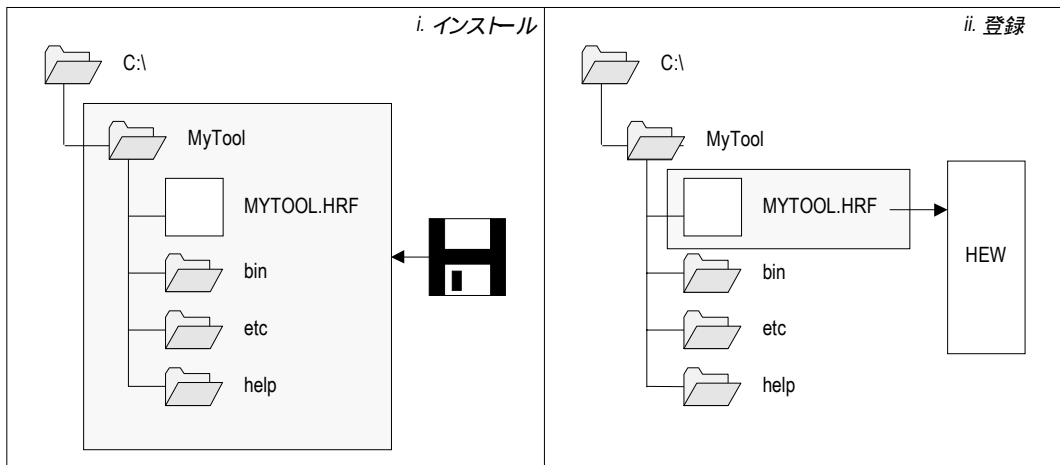 i. インストール
C:\
MyTool
MYTOOL.HRF
bin
etc
help
ii. 登録
C:\
MyTool
MYTOOL.HRF
HEW
bin
etc
help